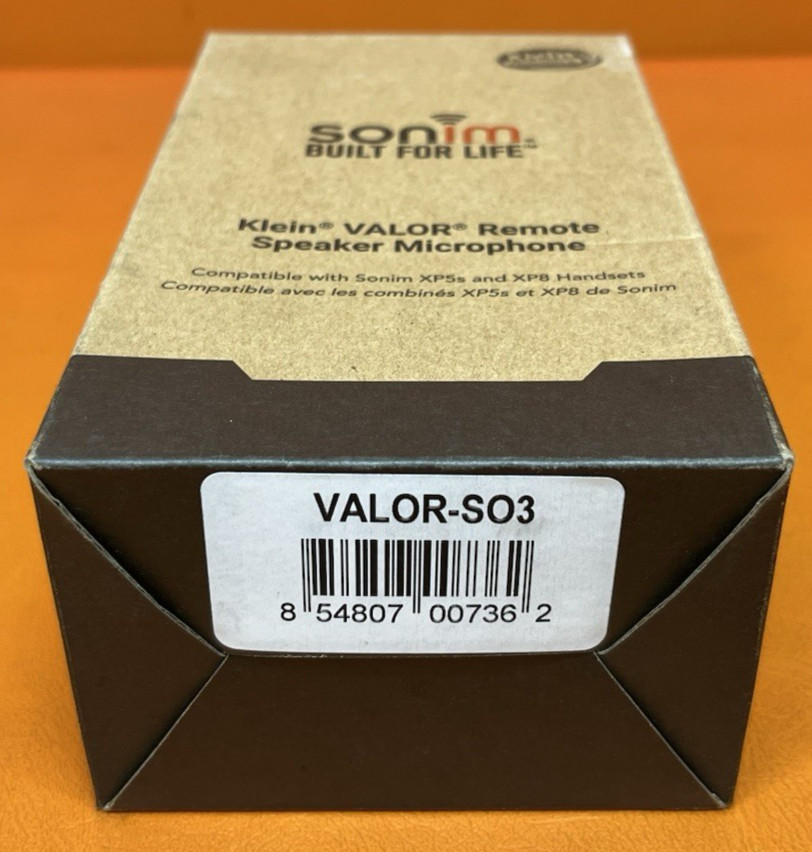 sonim
BUILT FOR LIFE™
Klein® VALOR® Remote
Speaker Microphone
Compatible with Sonim XP5s and XP8 Handsets
Compatible avec les combinés XP5s et XP8 de Sonim
VALOR-SO3
8 54807 00736 2